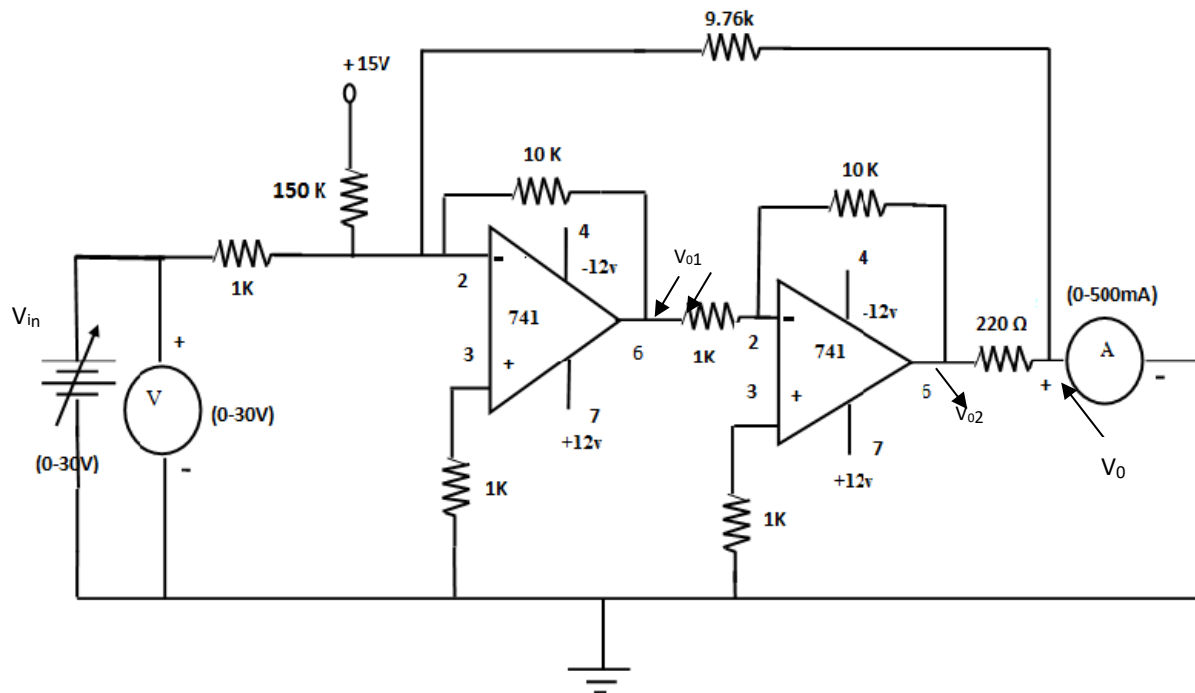 9.76k
+ 15V
10 K
10 K
150 K
4
-12v
V01
4
-12v
(0-500mA)
1K
2
741
220 Ω
Vin
+
3
+
6
1K
2
741
A
-
V
(0-30V)
3
+
6
V02
+
7
+12v
7
+12v
V0
(0-30V)
-
1K
1K
-
-